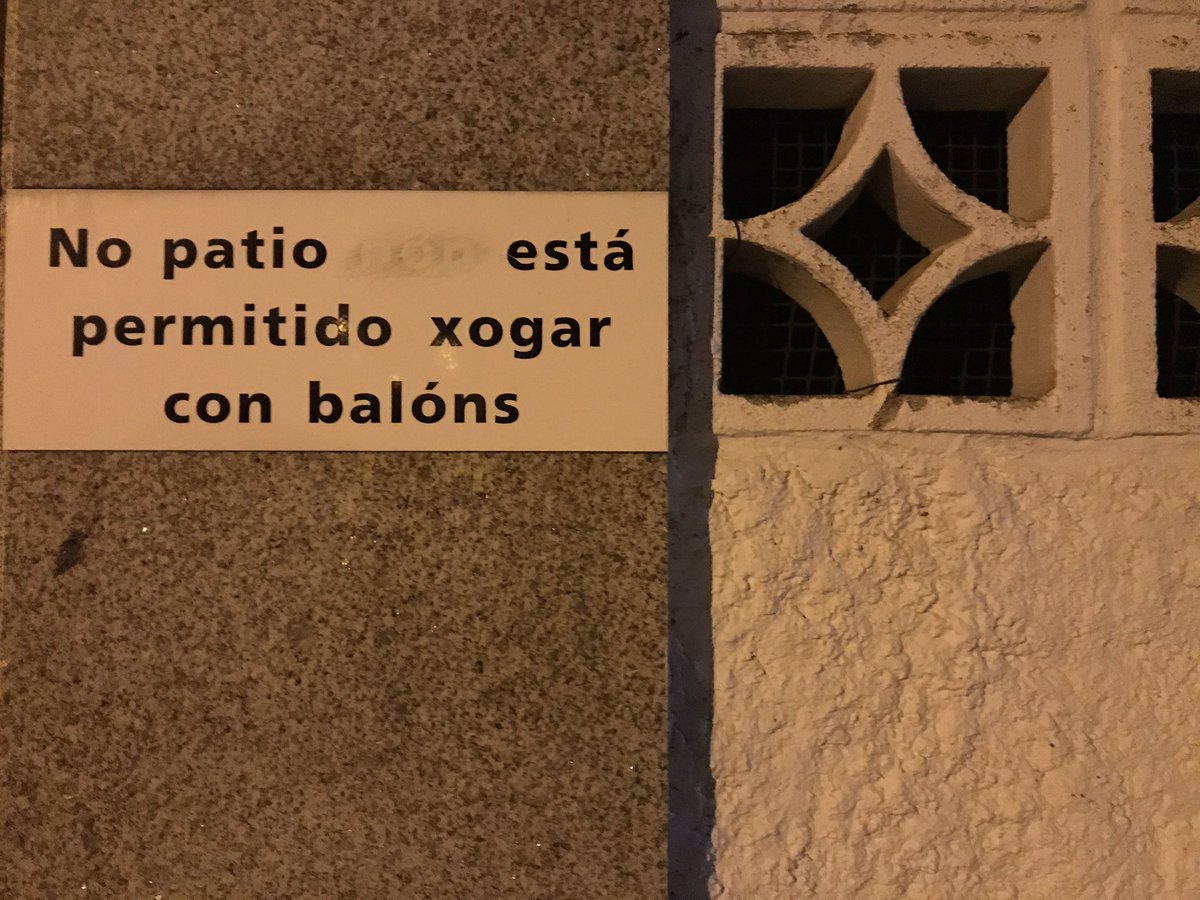 No patio está
permitido xogar
con balóns